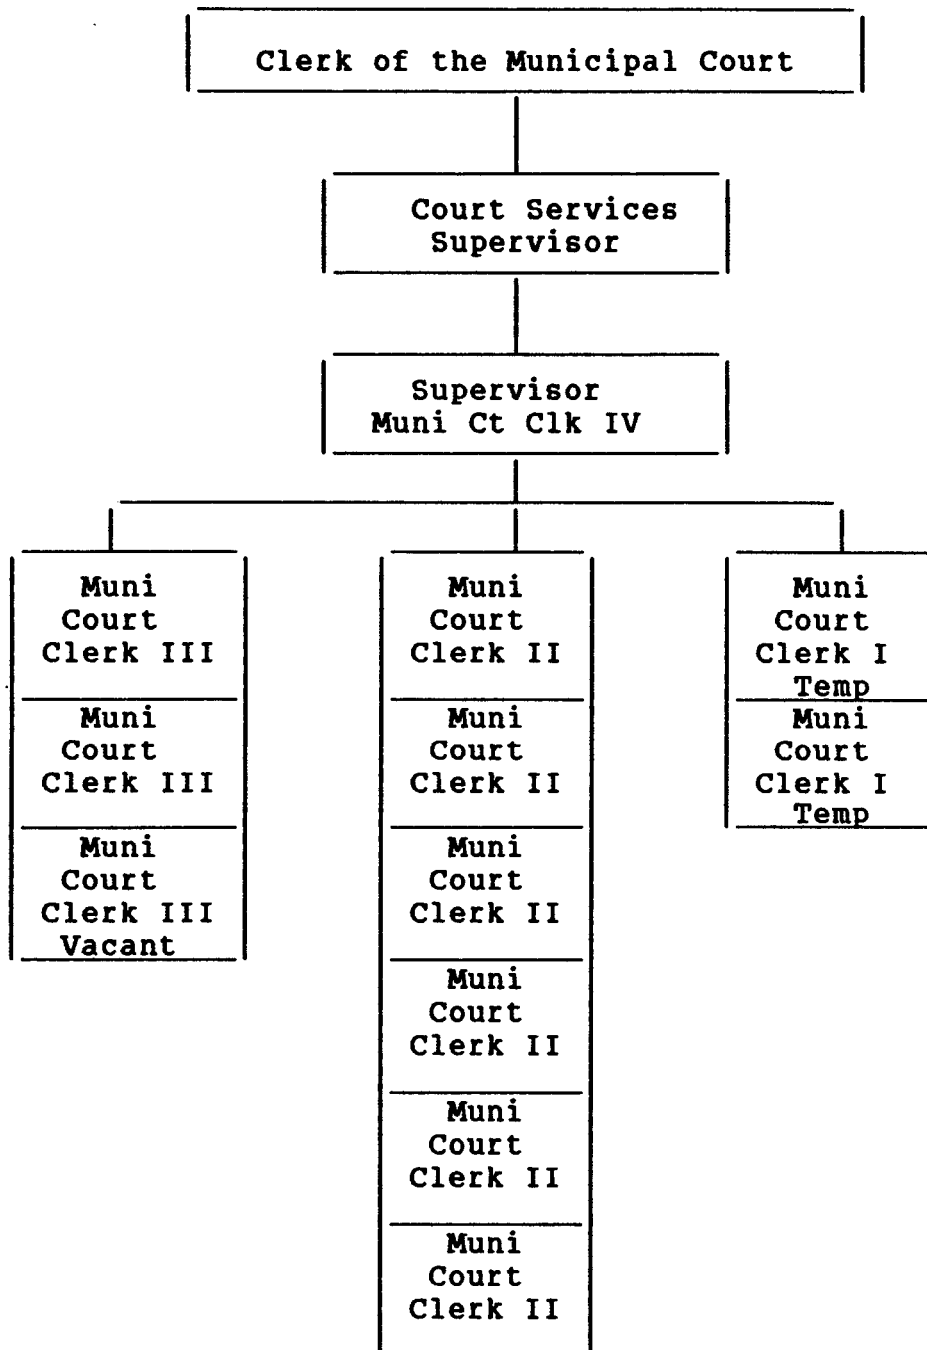 Clerk of the Municipal Court
Court Services
Supervisor
Supervisor
Muni Ct Clk IV
Muni
Court
Clerk III
Muni
Court
Clerk III
Muni
Court
Clerk III
Vacant
Muni
Court
Clerk II
Muni
Court
Clerk II
Muni
Court
Clerk II
Muni
Court
Clerk II
Muni
Court
Clerk II
Muni
Court
Clerk II
Muni
Court
Clerk I
Temp
Muni
Court
Clerk I
Temp